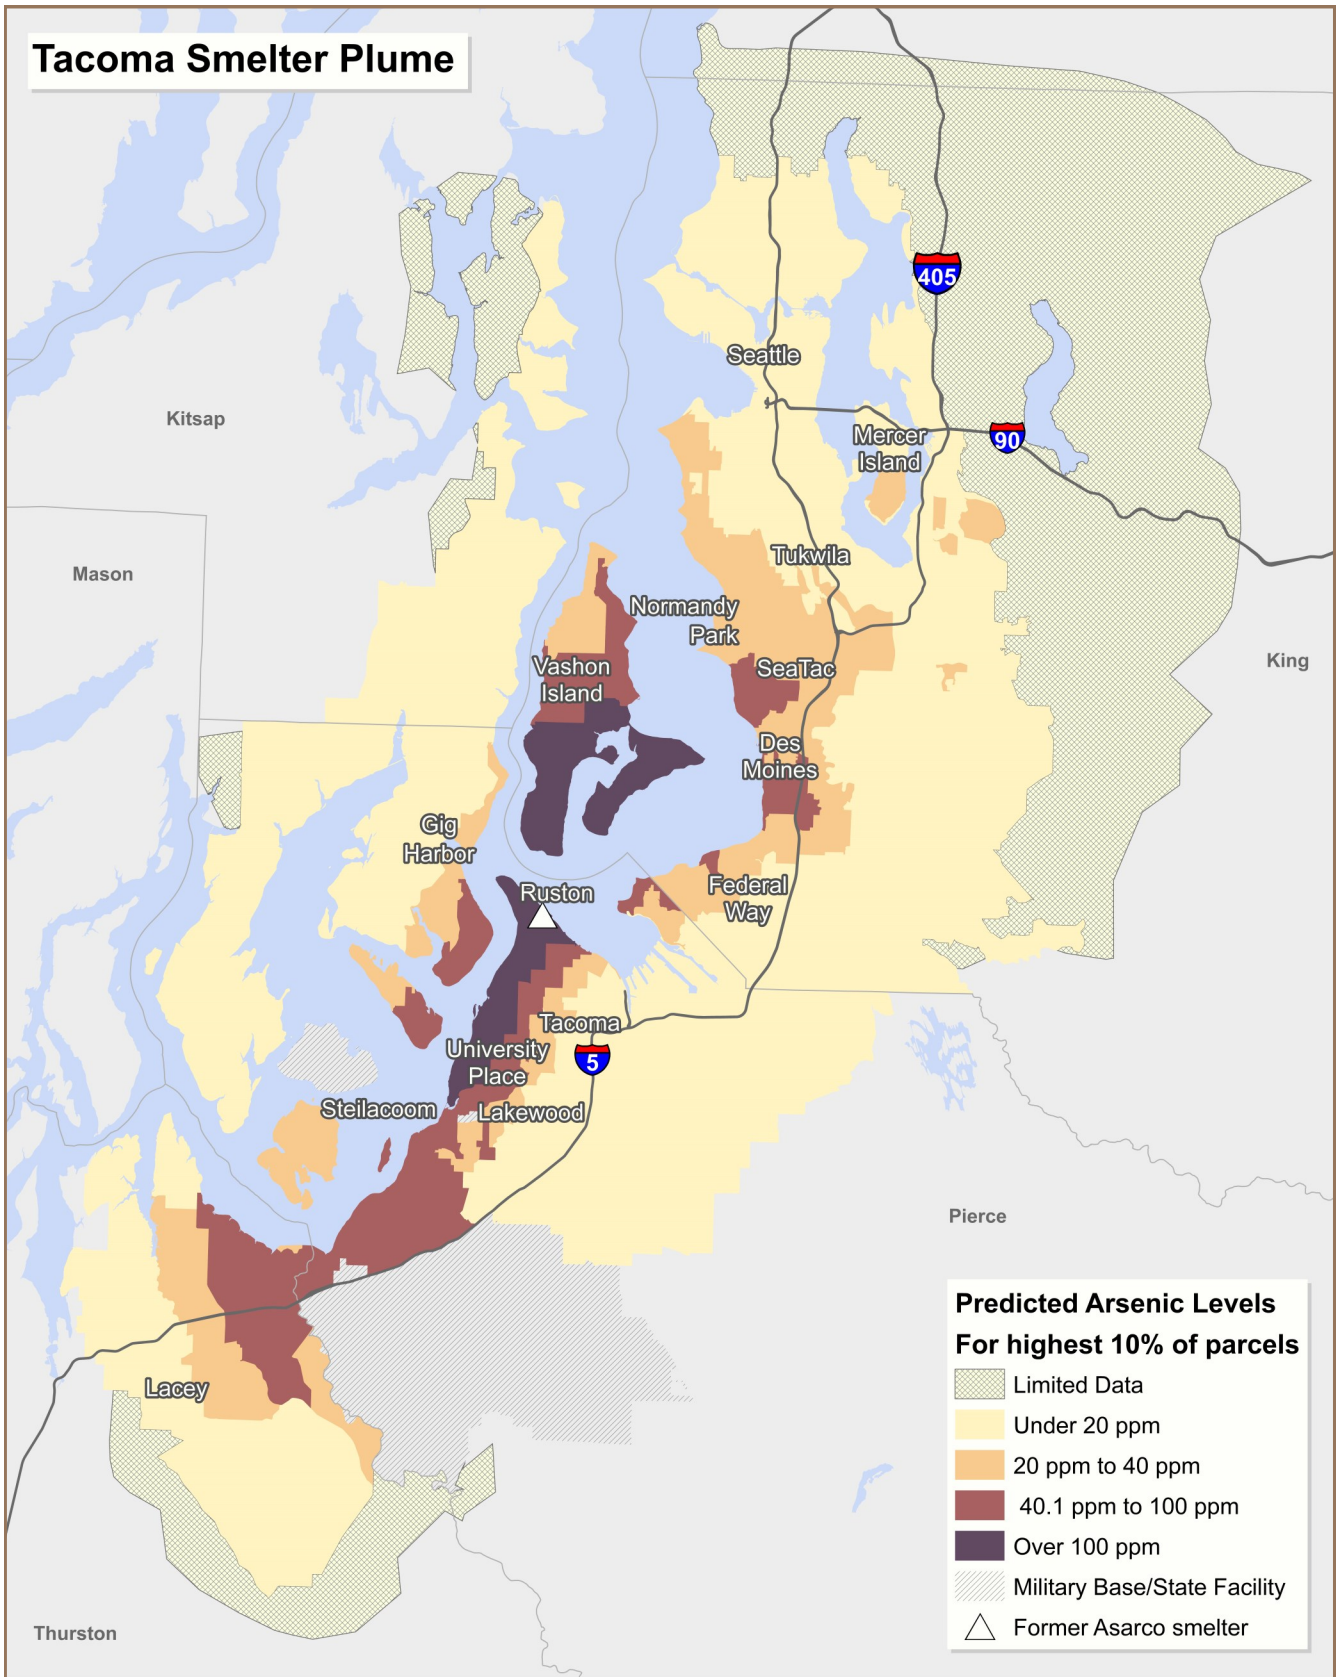 Tacoma Smelter Plume
405
Seattle
Kitsap
90
Mercer
Island
Tukwila
Mason
Normandy
Park
King
Vashon
Island
SeaTac
Des
Moines
Gig
Harbor
Ruston
Federal
Way
Tacoma
University
Place
5
Steilacoom
Lakewood
Pierce
Lacey
Thurston
Predicted Arsenic Levels
For highest 10% of parcels
Limited Data
Under 20 ppm
20 ppm to 40 ppm
40.1 ppm to 100 ppm
Over 100 ppm
Military Base/State Facility
Former Asarco smelter